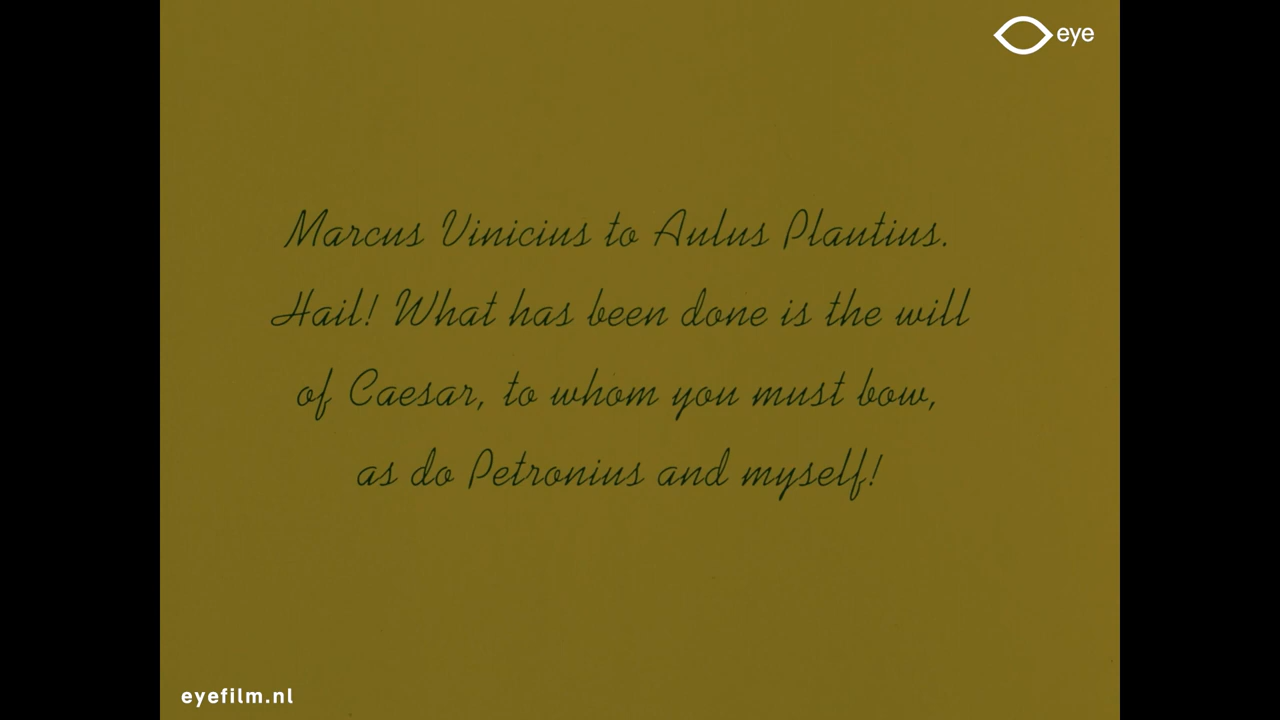 eye
Marcus Vinicius to Aulus Plautius.
Hail! What has been done is the will
of Caesar, to whom you must bow,
as do Petronius and myself!
eyefilm.nl